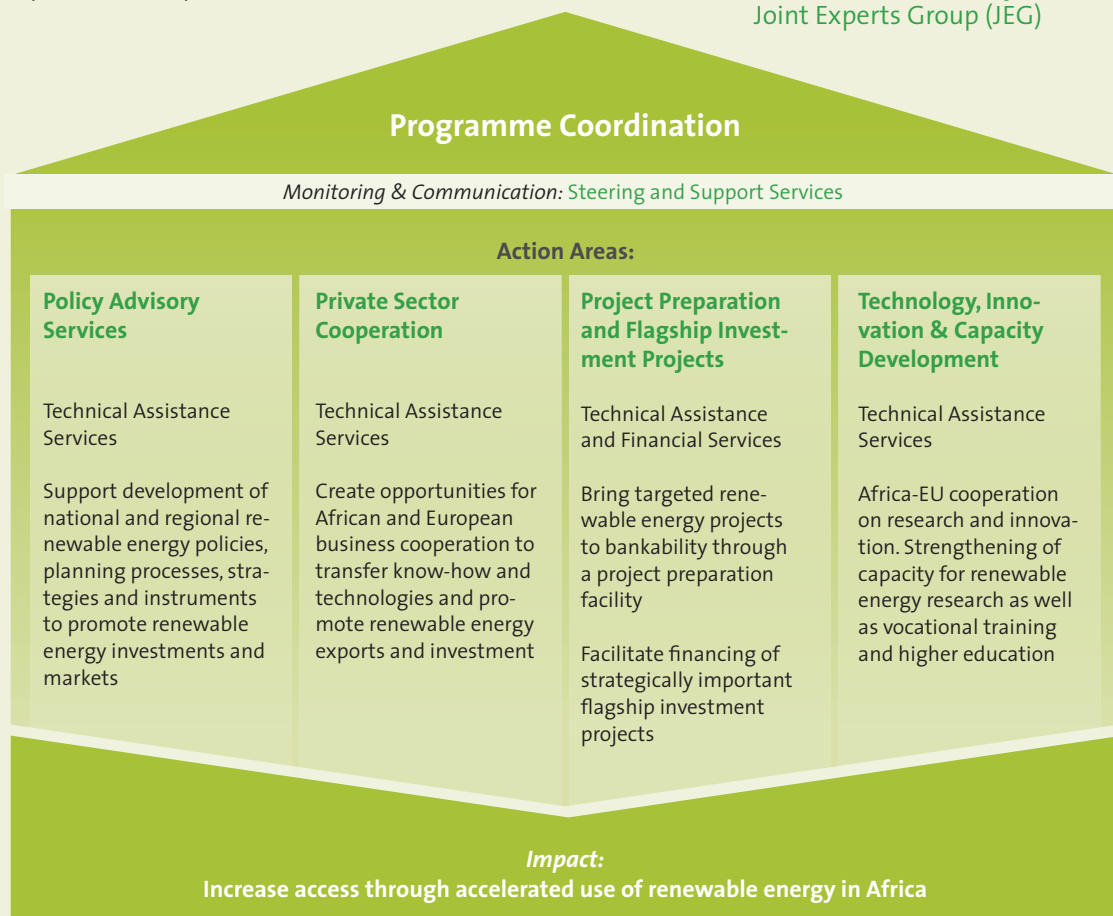 Joint Experts Group (JEG)
Programme Coordination
Monitoring & Communication: Steering and Support Services
Action Areas:
Policy Advisory
Services
Technical Assistance
Services
Support development of
national and regional re-
newable energy policies,
planning processes, stra-
tegies and instruments
to promote renewable
energy investments and
markets
Private Sector
Cooperation
Technical Assistance
Services
Create opportunities for
African and European
business cooperation to
transfer know-how and
technologies and pro-
mote renewable energy
exports and investment
Project Preparation
and Flagship Invest-
ment Projects
Technical Assistance
and Financial Services
Bring targeted rene-
wable energy projects
to bankability through
a project preparation
facility
Facilitate financing of
strategically important
flagship investment
projects
Technology, Inno-
vation & Capacity
Development
Technical Assistance
Services
Africa-EU cooperation
on research and innova-
tion. Strengthening of
capacity for renewable
energy research as well
as vocational training
and higher education
Impact:
Increase access through accelerated use of renewable energy in Africa